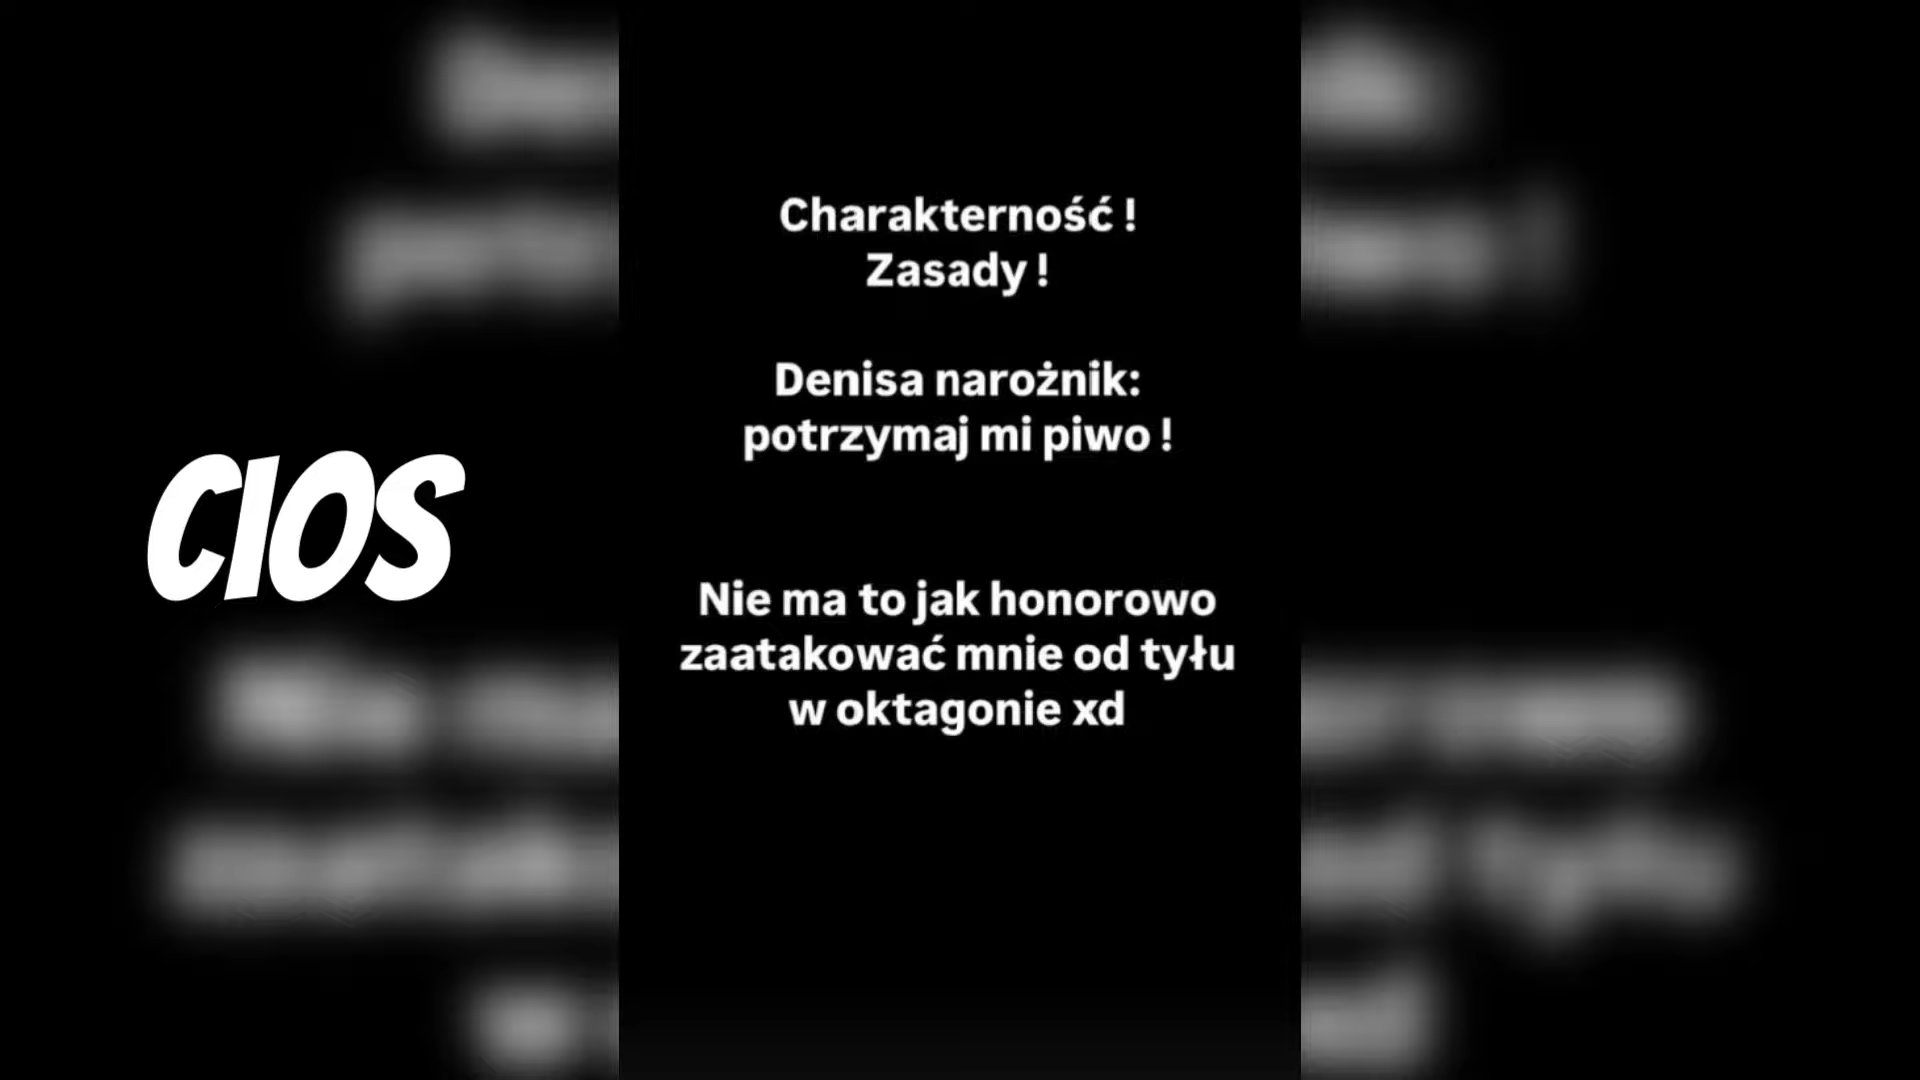 Charakterność !
Zasady !
Denisa narożnik:
potrzymaj mi piwo !
CIOS
Nie ma to jak honorowo
zaatakować mnie od tyłu
w oktagonie xd